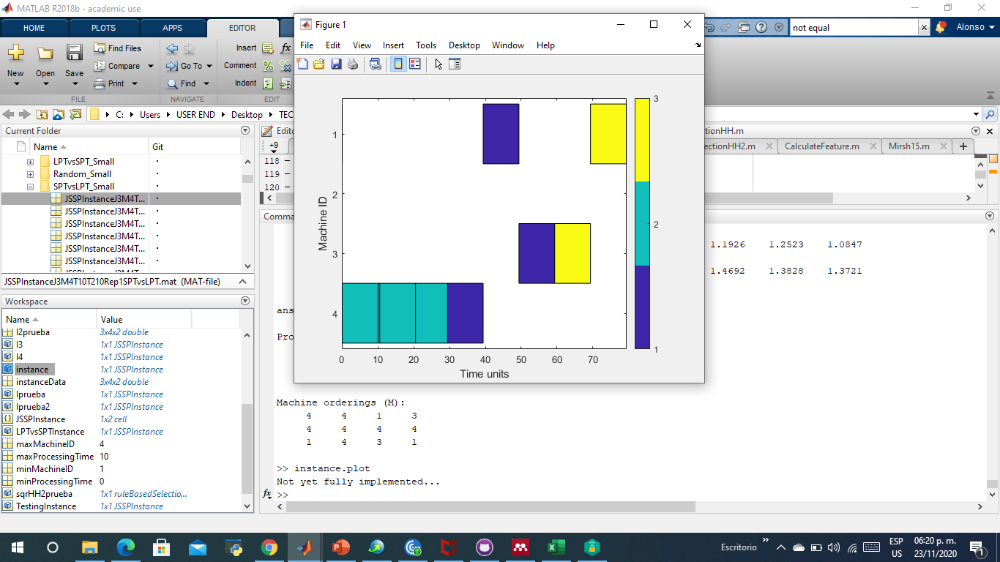 MATLAB R2018b - academic use
HOME PLOTS APPS EDITOR
not equal
Alonso
New
Open
Save
Find Files
Compare
Print
FILE
Go To
Find
NAVIGATE
Insert
Comment
Indent
fx
EDIT
C: Users USER END Desktop TEC
Current Folder
Name Git
LPTvsSPT_Small
Random_Small
SPTvsLPT_Small
JSSPInstanceJ3M4T...
JSSPInstanceJ3M4T...
JSSPInstanceJ3M4T...
JSSPInstanceJ3M4T...
JSSPInstanceJ3M4T...
JSSPInstanceJ3M4T...
JSSPInstanceJ3M4T10T210Rep1SPTvsLPT.mat (MAT-file)
Workspace
Name Value
I2prueba 3x4x2 double
I3 1x1 JSSPInstance
I4 1x1 JSSPInstance
instance 1x1 JSSPInstance
instanceData 3x4x2 double
Iprueba 1x1 JSSPInstance
Iprueba2 1x1 JSSPInstance
JSSPInstance 1x2 cell
LPTvsSPTInstance 1x1 JSSPInstance
maxMachineID 4
maxProcessingTime 10
minMachineID 1
minProcessingTime 0
sqrHH2prueba 1x1 ruleBasedSelectio...
TestingInstance 1x1 JSSPInstance
Figure 1
File Edit View Insert Tools Desktop Window Help
Machine ID
1
2
3
4
0 10 20 30 40 50 60 70
Time units
3
2
1
Edito
ctionHH.m
+9
ectionHH2.m CalculateFeature.m Mirsh15.m
118
119
120
Comma
1.1926 1.2523 1.0847
1.4692 1.3828 1.3721
ans
Pro
Machine orderings (M):
4 4 1 3
4 4 4 4
1 4 3 1
>> instance.plot
Not yet fully implemented...
fx >>
Escritorio
ESP
US
06:20 p. m.
23/11/2020
1